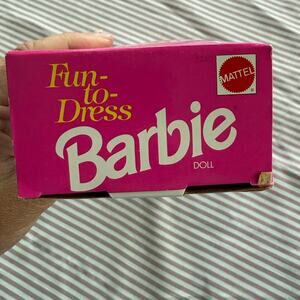 Fun-
to-
Dress
MATTEL
Barbie
DOLL